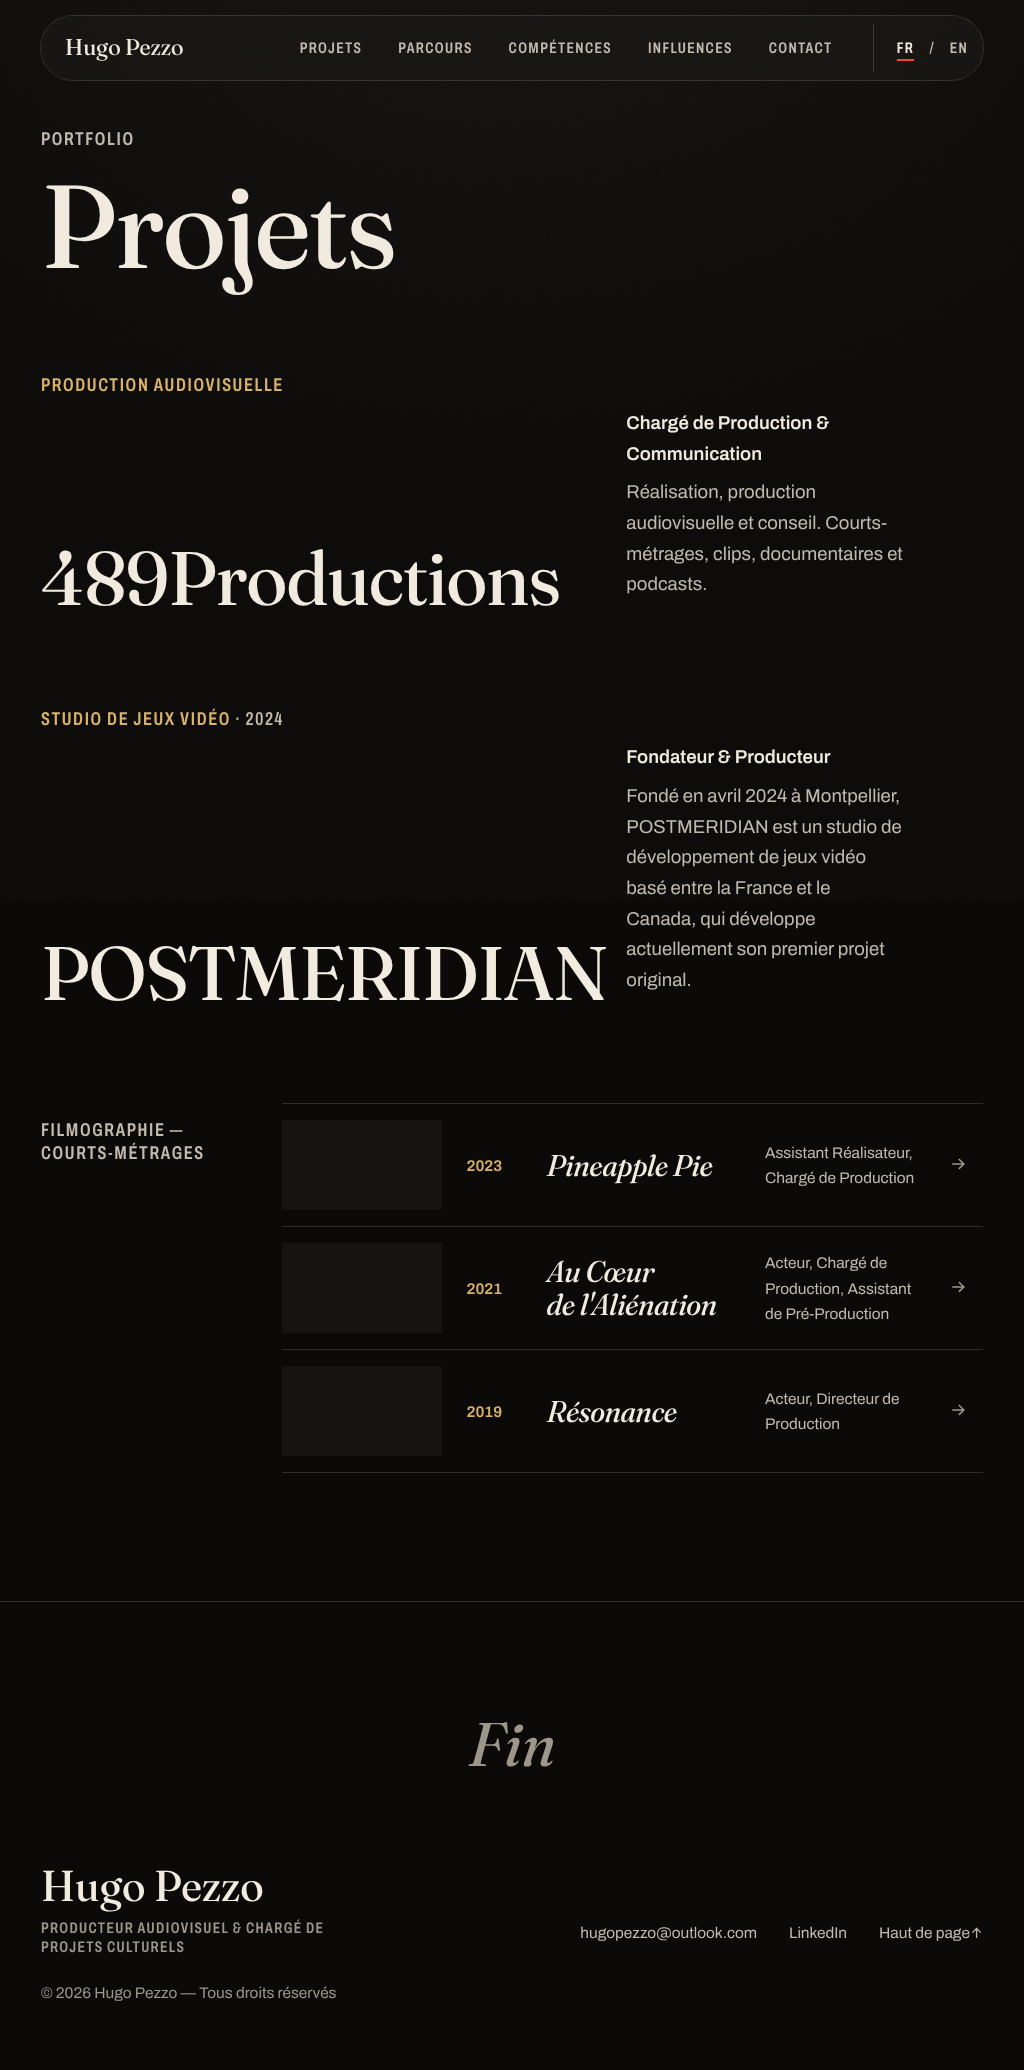 Hugo Pezzo
PROJETS
PARCOURS
COMPÉTENCES
INFLUENCES
CONTACT
FR / EN
PORTFOLIO
Projets
PRODUCTION AUDIOVISUELLE
489Productions
Chargé de Production &
Communication
Réalisation, production
audiovisuelle et conseil. Courts-
métrages, clips, documentaires et
podcasts.
STUDIO DE JEUX VIDÉO · 2024
POSTMERIDIAN
Fondateur & Producteur
Fondé en avril 2024 à Montpellier,
POSTMERIDIAN est un studio de
développement de jeux vidéo
basé entre la France et le
Canada, qui développe
actuellement son premier projet
original.
FILMOGRAPHIE —
COURTS-MÉTRAGES
2023
Pineapple Pie
Assistant Réalisateur,
Chargé de Production
→
2021
Au Cœur
de l'Aliénation
Acteur, Chargé de
Production, Assistant
de Pré-Production
→
2019
Résonance
Acteur, Directeur de
Production
→
Fin
Hugo Pezzo
PRODUCTEUR AUDIOVISUEL & CHARGÉ DE
PROJETS CULTURELS
hugopezzo@outlook.com
LinkedIn
Haut de page↑
© 2026 Hugo Pezzo — Tous droits réservés